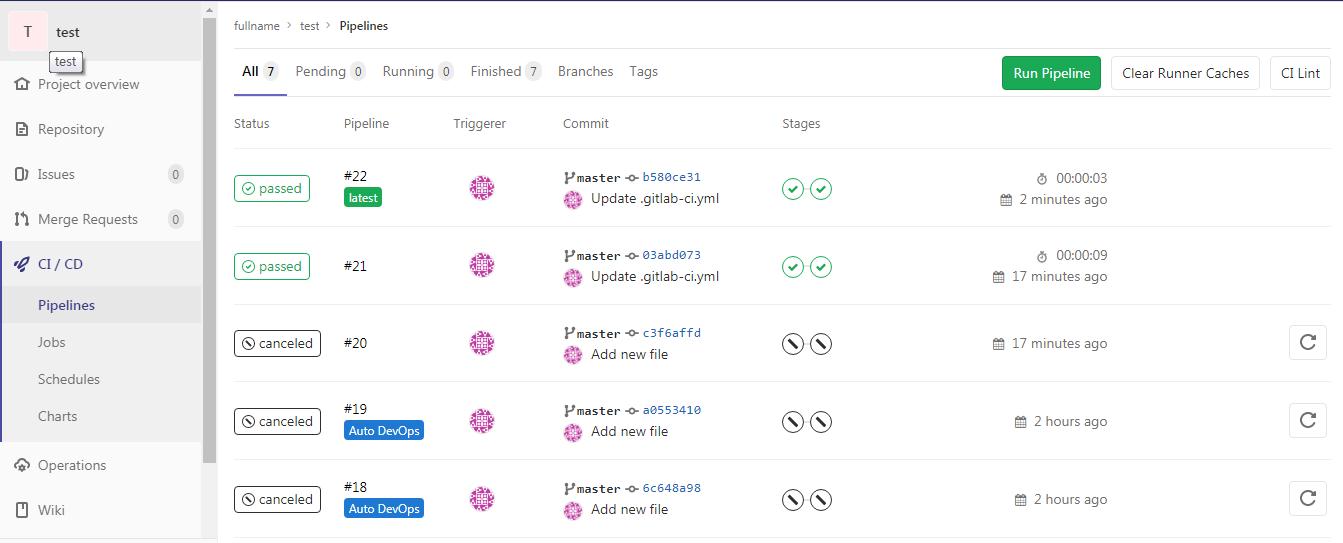 T test
test
Project overview
Repository
Issues 0
Merge Requests 0
CI / CD
Pipelines
Jobs
Schedules
Charts
Operations
Wiki
fullname > test > Pipelines
All 7 Pending 0 Running 0 Finished 7 Branches Tags Run Pipeline Clear Runner Caches CI Lint
Status Pipeline Triggerer Commit Stages
passed #22 latest master b580ce31 00:00:03
Update .gitlab-ci.yml 2 minutes ago
passed #21 master 03abd073 00:00:09
Update .gitlab-ci.yml 17 minutes ago
canceled #20 master c3f6affd 17 minutes ago
Add new file
canceled #19 Auto DevOps master a0553410 2 hours ago
Add new file
canceled #18 Auto DevOps master 6c648a98 2 hours ago
Add new file